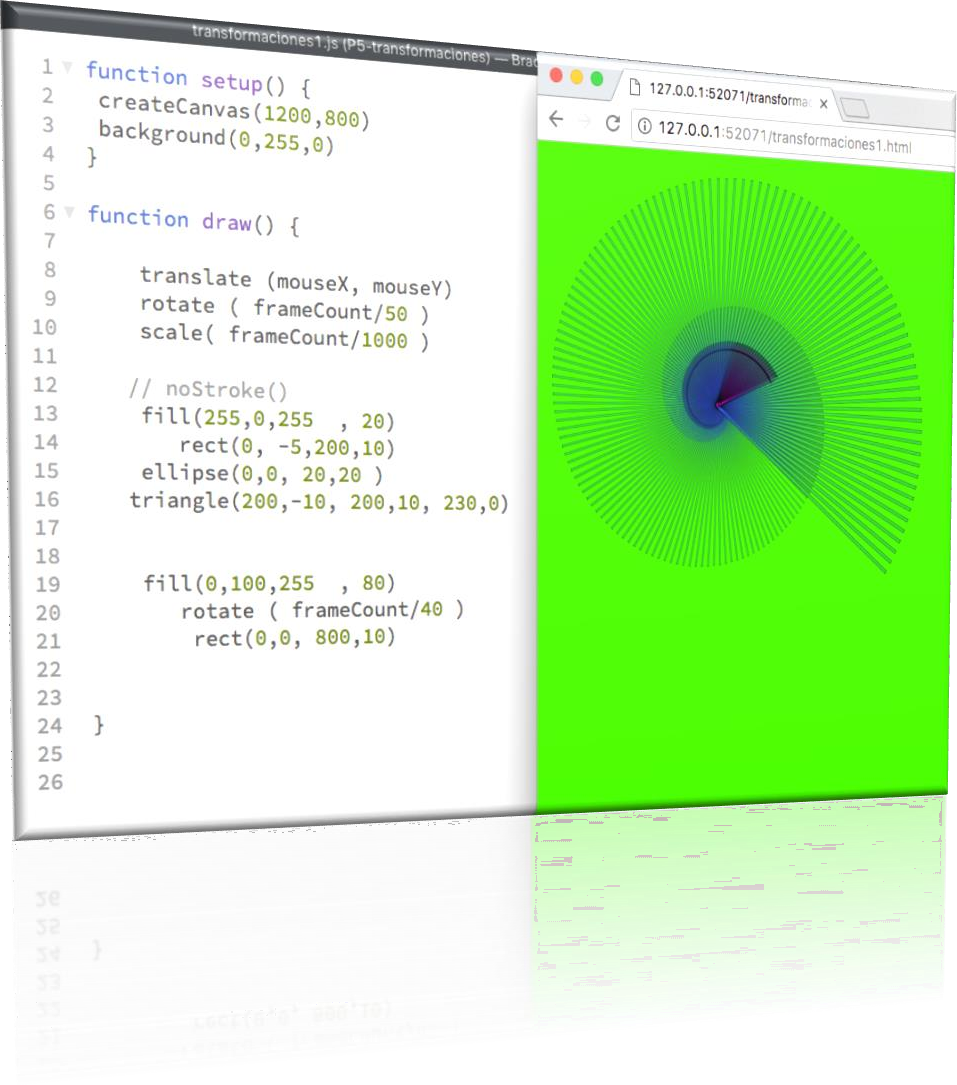 transformaciones1.js (P5-transformaciones) — Brac
1 function setup() {
2 createCanvas(1200,800)
3 background(0,255,0)
4 }
5
6 function draw() {
7
8 translate (mouseX, mouseY)
9 rotate ( frameCount/50 )
10 scale( frameCount/1000 )
11
12 // noStroke()
13 fill(255,0,255  , 20)
14 rect(0, -5,200,10)
15 ellipse(0,0, 20,20 )
16 triangle(200,-10, 200,10, 230,0)
17
18
19 fill(0,100,255  , 80)
20 rotate ( frameCount/40 )
21 rect(0,0, 800,10)
22
23
24 }
25
26
127.0.0.1:52071/transforma
127.0.0.1:52071/transformaciones1.html